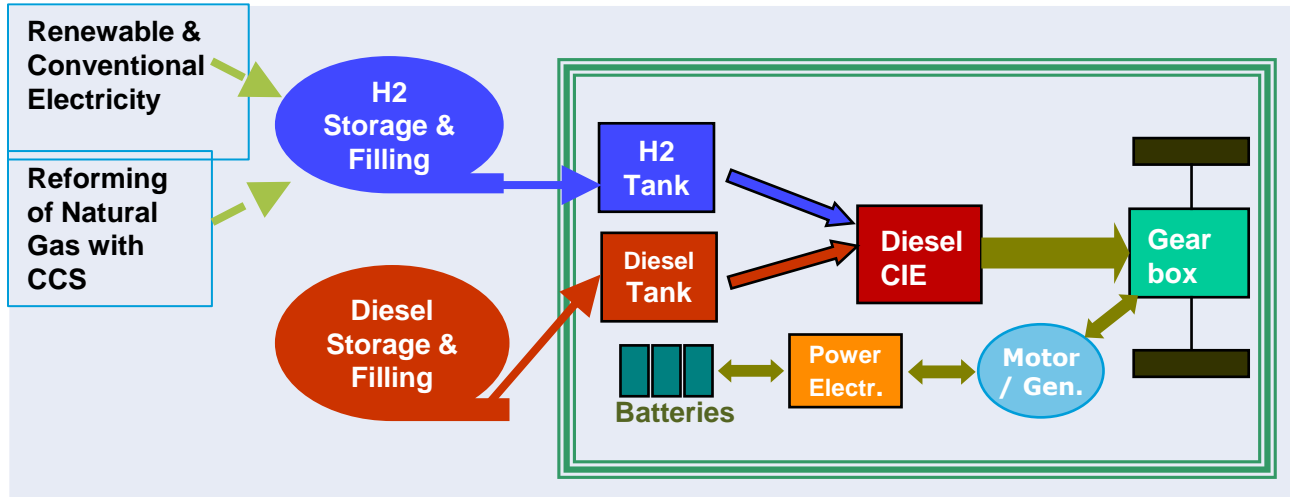 Renewable &
Conventional
Electricity
Reforming
of Natural
Gas with
CCS
H2
Storage &
Filling
Diesel
Storage &
Filling
H2
Tank
Diesel
Tank
Diesel
CIE
Gear
box
Batteries
Power
Electr.
Motor
/ Gen.